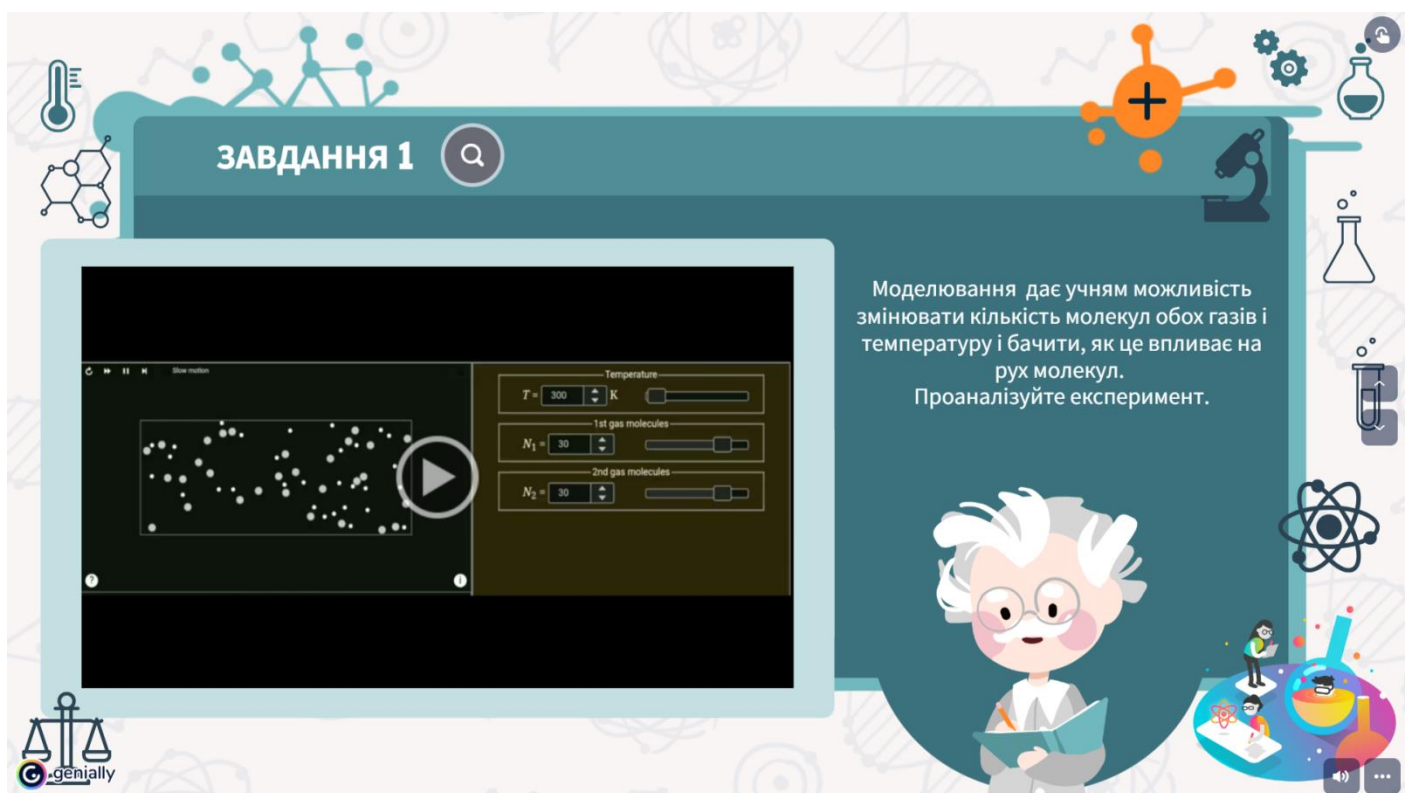 ЗАВДАННЯ 1
Slow motion
Temperature
T = 300 K
1st gas molecules
N₁ = 30
2nd gas molecules
N₂ = 30
?
i
Моделювання дає учням можливість
змінювати кількість молекул обох газів і
температуру і бачити, як це впливає на
рух молекул.
Проаналізуйте експеримент.
genially